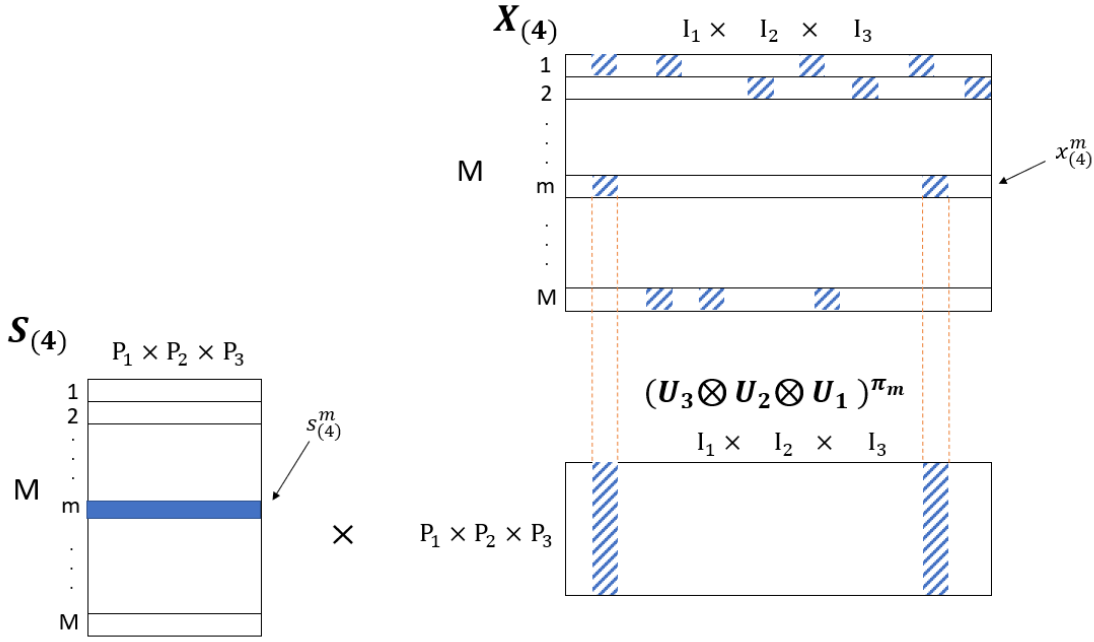 X(4)
I1 × I2 × I3
1
2
.
.
.
M
m
x^m_(4)
.
.
.
M
S(4)
P1 × P2 × P3
1
2
.
.
.
M
m
s^m_(4)
.
.
.
M
×
(U3 ⊗ U2 ⊗ U1)^πm
I1 × I2 × I3
P1 × P2 × P3